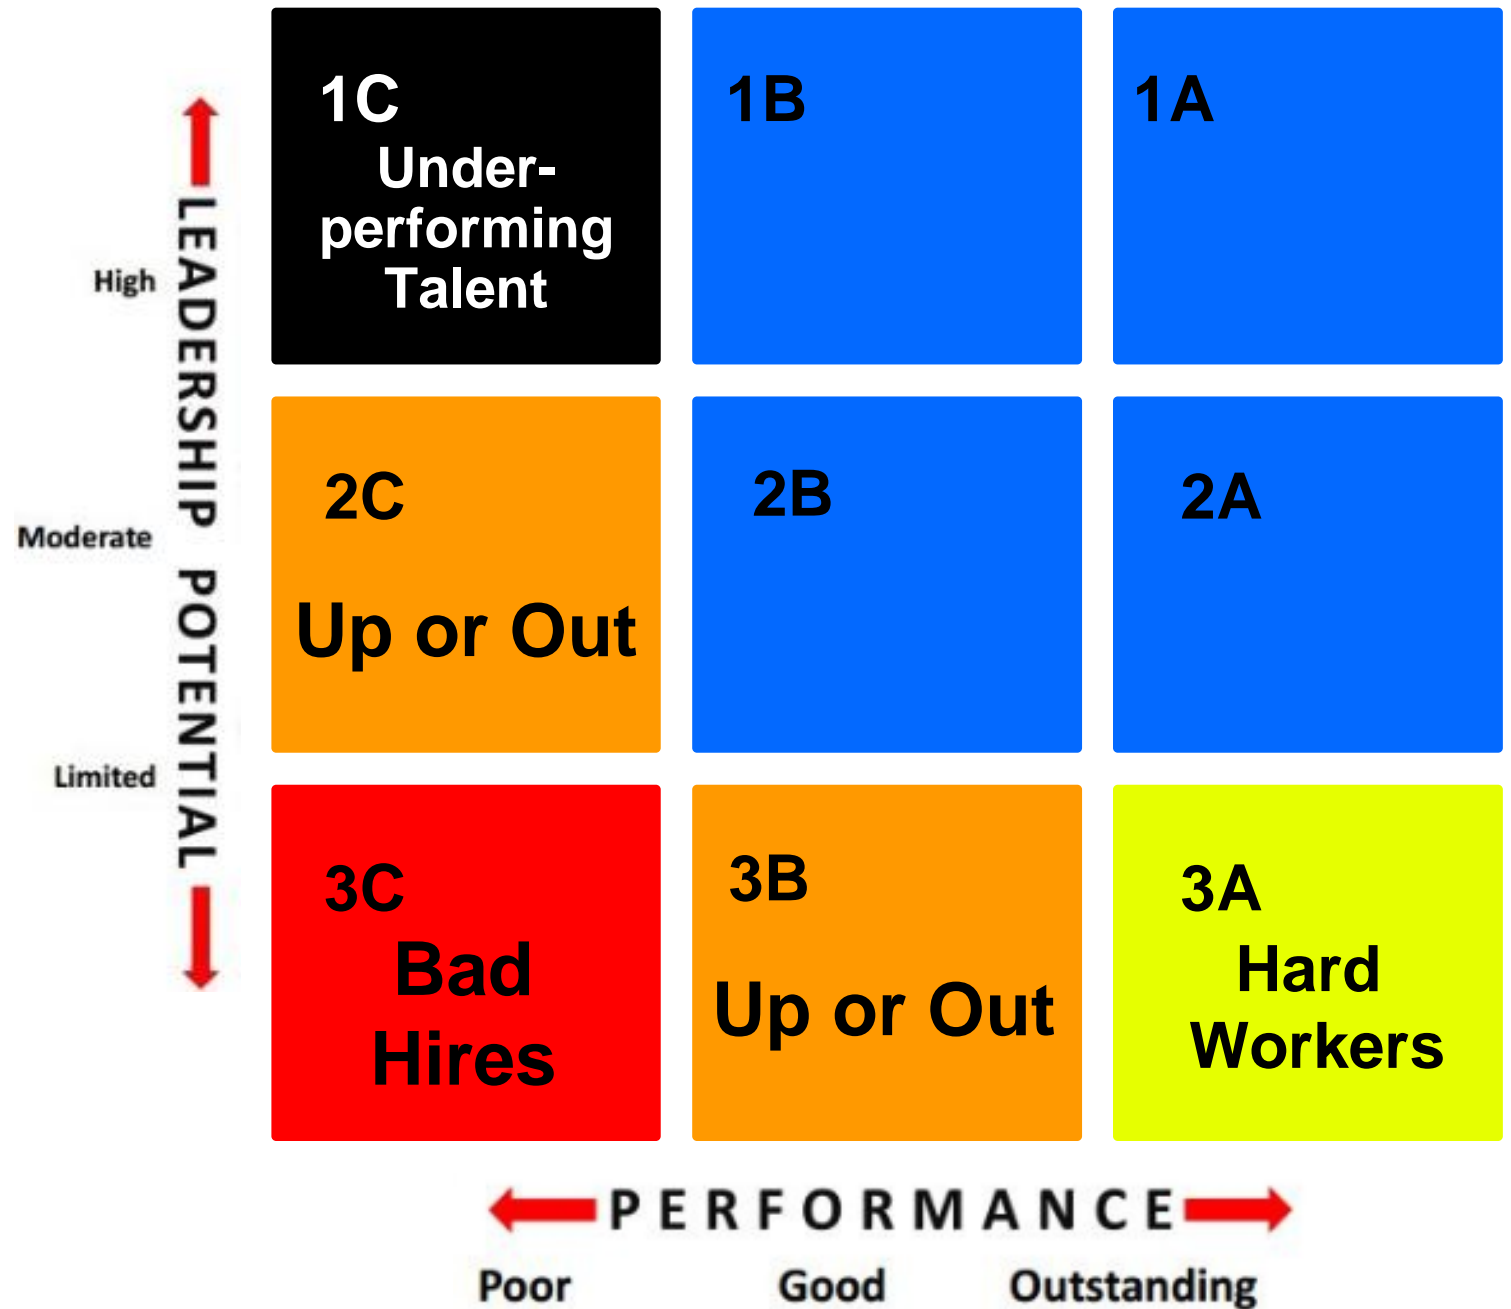 1C
Under-
performing
Talent
1B
1A
LEADERSHIP POTENTIAL
High
Moderate
Limited
2C
Up or Out
2B
2A
3C
Bad
Hires
3B
Up or Out
3A
Hard
Workers
PERFORMANCE
Poor
Good
Outstanding